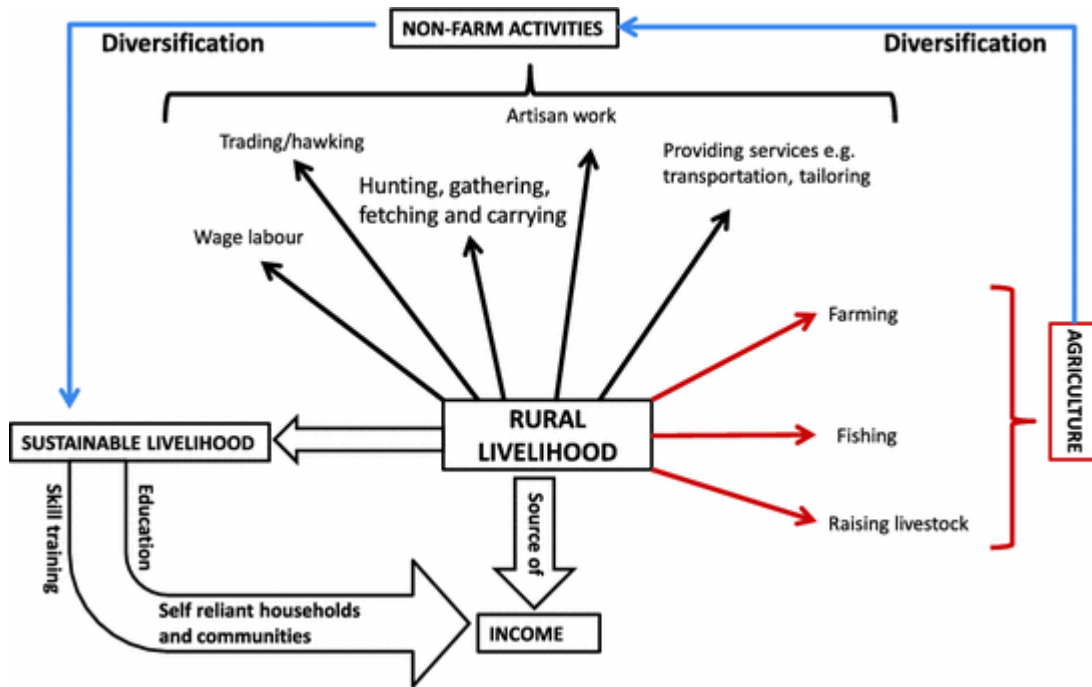 NON-FARM ACTIVITIES
Diversification
Diversification
Artisan work
Trading/hawking
Providing services e.g.
transportation, tailoring
Hunting, gathering,
fetching and carrying
Wage labour
Farming
AGRICULTURE
RURAL
LIVELIHOOD
SUSTAINABLE LIVELIHOOD
Fishing
Raising livestock
Skill training
Education
Source of
Self reliant households
and communities
INCOME